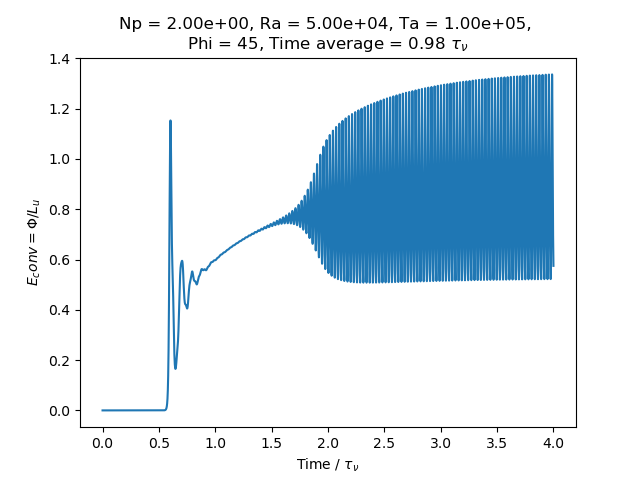 Np = 2.00e+00, Ra = 5.00e+04, Ta = 1.00e+05,
Phi = 45, Time average = 0.98 τν
1.4
1.2
1.0
0.8
0.6
0.4
0.2
0.0
E_conv = Φ/L_u
0.0 0.5 1.0 1.5 2.0 2.5 3.0 3.5 4.0
Time / τν